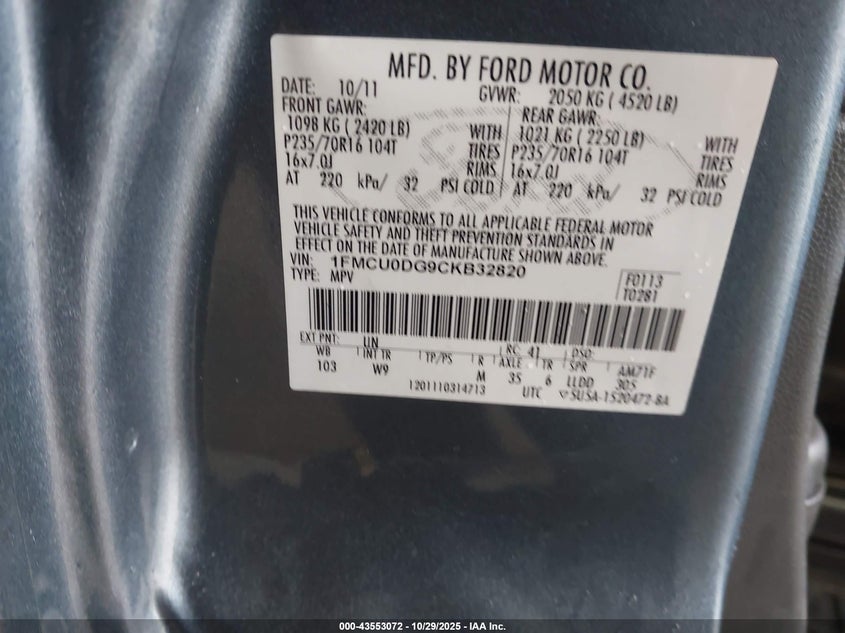 MFD. BY FORD MOTOR CO.
DATE: 10/11 GVWR: 2050 KG ( 4520 LB)
FRONT GAWR: REAR GAWR:
1098 KG ( 2420 LB) WITH 1021 KG ( 2250 LB) WITH
P235/70R16 104T TIRES P235/70R16 104T TIRES
16x7.0J RIMS 16x7.0J RIMS
AT 220 kPa/ 32 PSI COLD AT 220 kPa/ 32 PSI COLD
THIS VEHICLE CONFORMS TO ALL APPLICABLE FEDERAL MOTOR
VEHICLE SAFETY AND THEFT PREVENTION STANDARDS IN
EFFECT ON THE DATE OF MANUFACTURE SHOWN ABOVE.
VIN: 1FMCU0DG9CKB32820
TYPE: MPV F0113
T0281
EXT PNT: UN RC: 41 DSO:
WB INT TR TP/PS R AXLE TR SPR AM71F
103 W9 M 35 6 LLDD 305
1201110314713 UTC ▽5U5A-1520472-BA
000-43553072 - 10/29/2025 - IAA Inc.